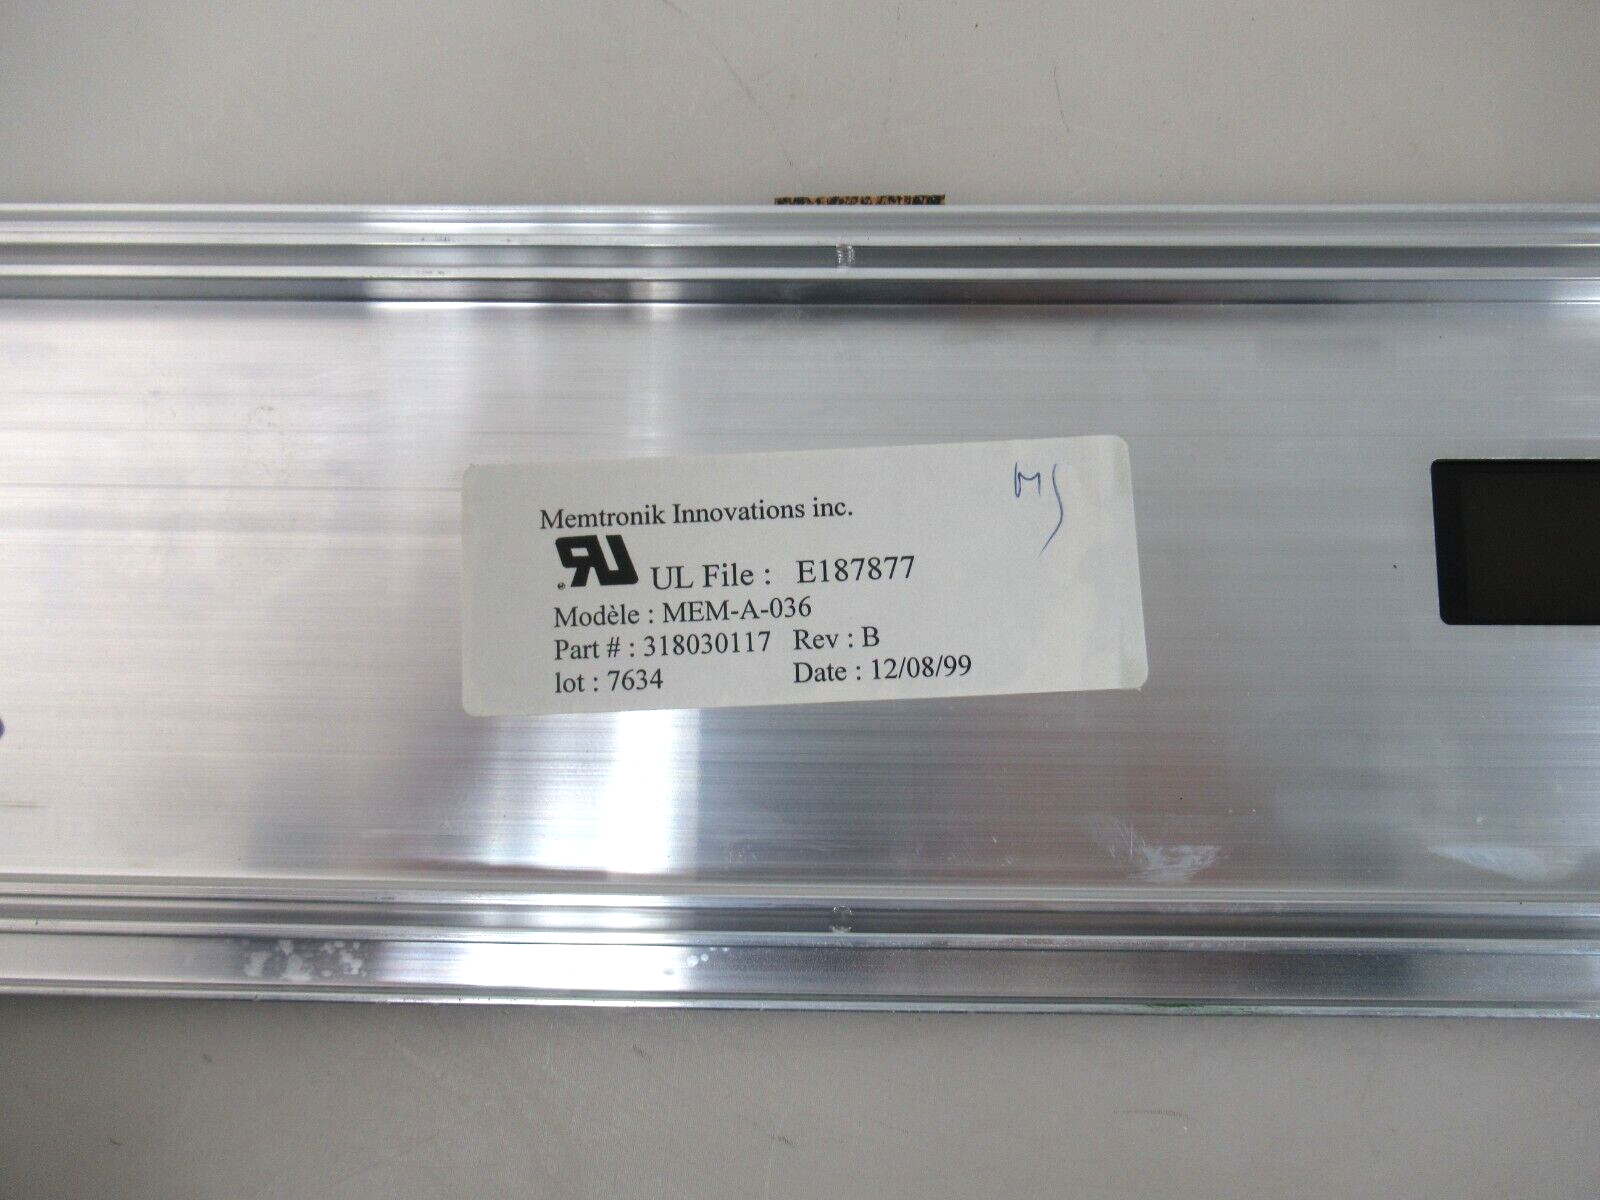 Memtronik Innovations inc.
UL File : E187877
Modèle : MEM-A-036
Part # : 318030117 Rev : B
lot : 7634 Date : 12/08/99